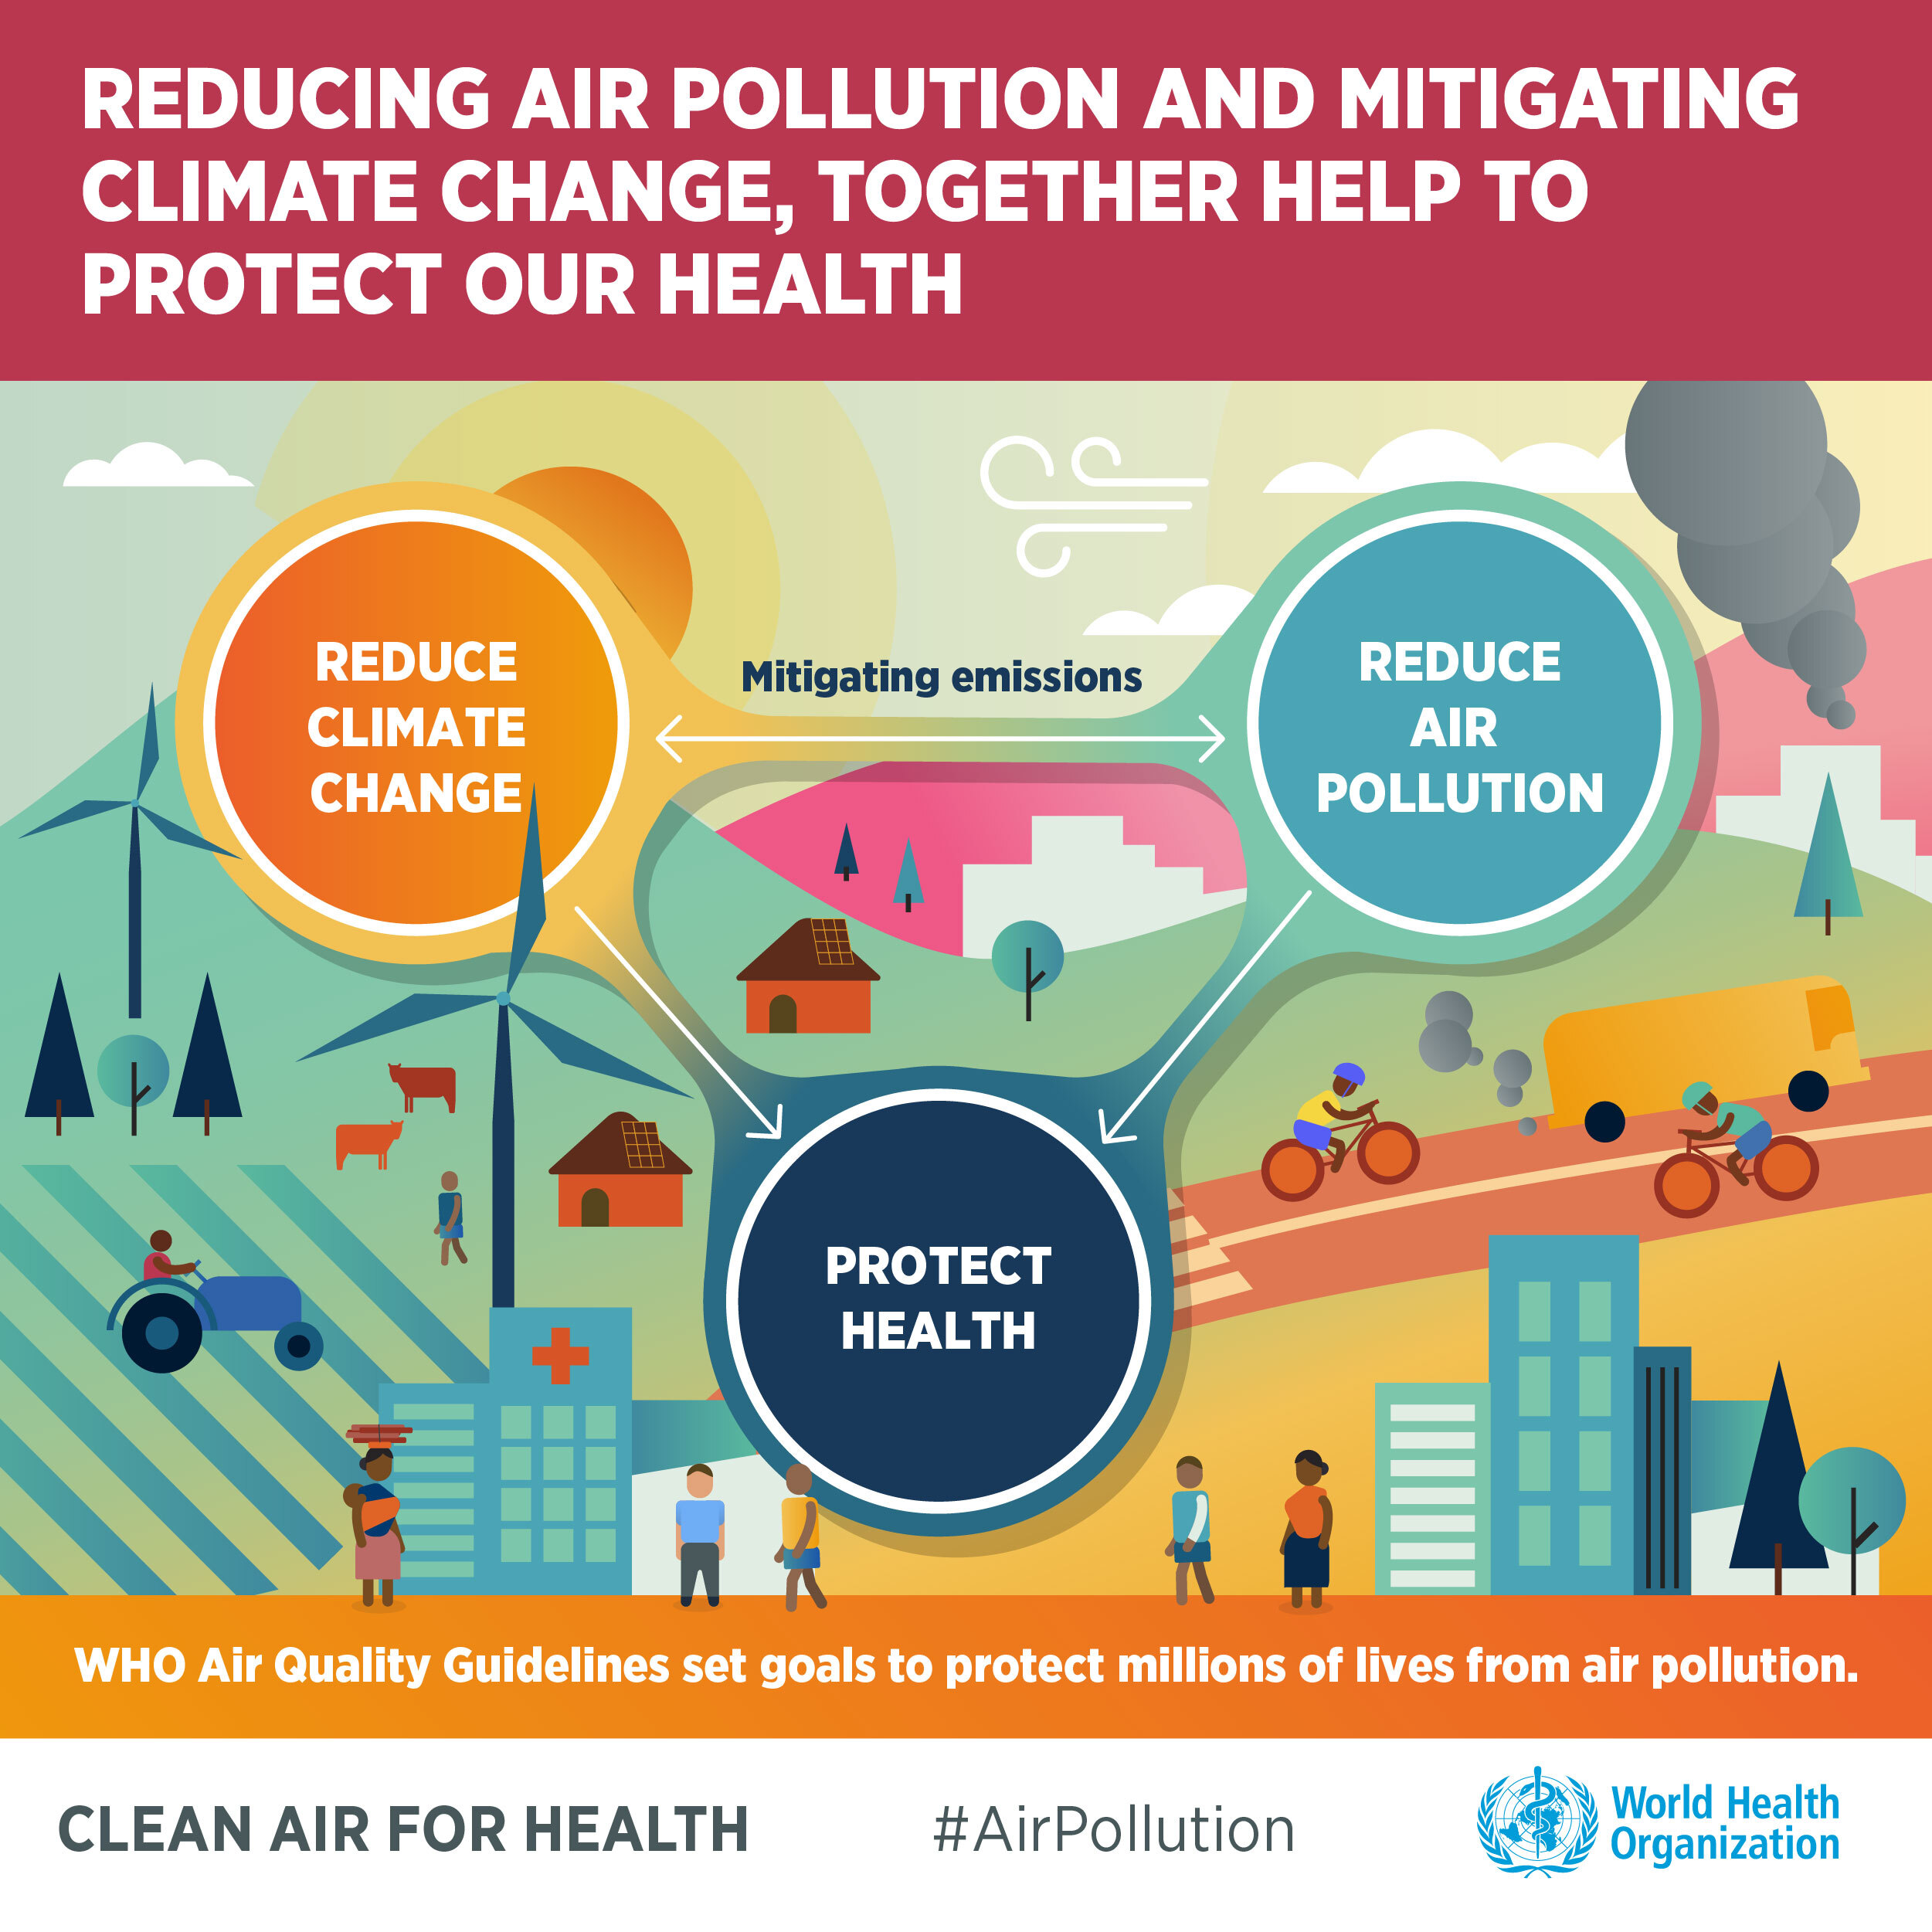 REDUCING AIR POLLUTION AND MITIGATING
CLIMATE CHANGE, TOGETHER HELP TO
PROTECT OUR HEALTH
REDUCE
CLIMATE
CHANGE
Mitigating emissions
REDUCE
AIR
POLLUTION
PROTECT
HEALTH
WHO Air Quality Guidelines set goals to protect millions of lives from air pollution.
CLEAN AIR FOR HEALTH
#AirPollution
World Health
Organization